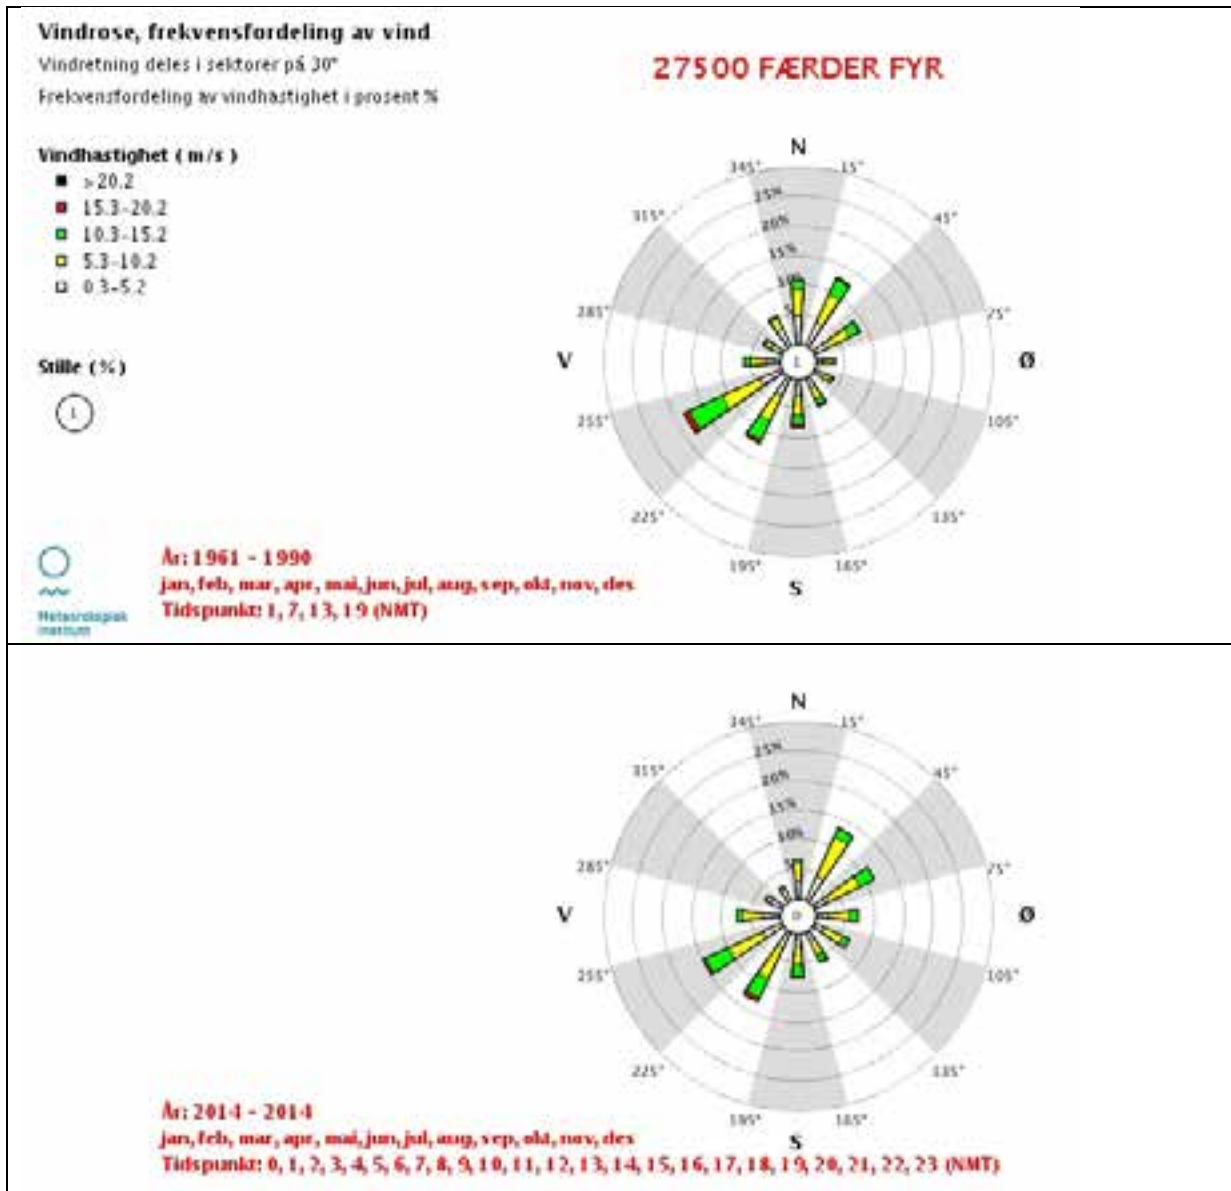 Vindrose, frekvensfordeling av vind
Vindretning deles i sektorer på 30°
Frekvensfordeling av vindhastighet i prosent %
27500 FÆRDER FYR
Vindhastighet ( m/s )
>20.2
15.3-20.2
10.3-15.2
5.3-10.2
0.3-5.2
Stille (%)
1
N
345° 15°
315° 45°
285° 75°
V Ø
255° 105°
225° 135°
195° 165°
S
25%
20%
15%
10%
1
Meteorologisk
institutt
År: 1961 - 1990
jan, feb, mar, apr, mai, jun, jul, aug, sep, okt, nov, des
Tidspunkt: 1, 7, 13, 19 (NMT)
N
345° 15°
315° 45°
285° 75°
V Ø
255° 105°
225° 135°
195° 165°
S
25%
20%
15%
10%
År: 2014 - 2014
jan, feb, mar, apr, mai, jun, jul, aug, sep, okt, nov, des
Tidspunkt: 0, 1, 2, 3, 4, 5, 6, 7, 8, 9, 10, 11, 12, 13, 14, 15, 16, 17, 18, 19, 20, 21, 22, 23 (NMT)